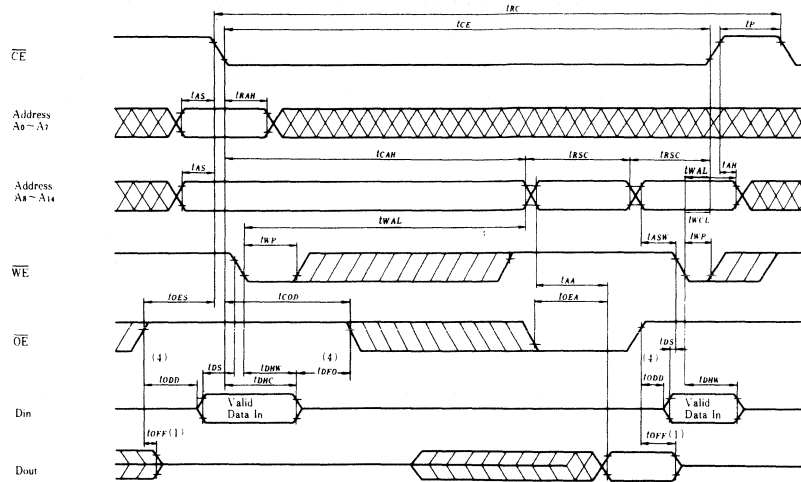 tRC
tCE
tP
CE
tAS
tRAH
Address
A0~A7
tCAH
tRSC
tRSC
tAH
tAS
tWAL
Address
A8~A14
tWAL
tWCL
tWP
tASW
tWP
WE
tAA
tOES
tCOD
tOEA
OE
(4)
tDS
tDHW
(4)
tDFO
tDS
(4)
tODD
tDHC
tODD
tDHW
Din
Valid
Data In
Valid
Data In
tOFF(1)
tOFF(1)
Dout